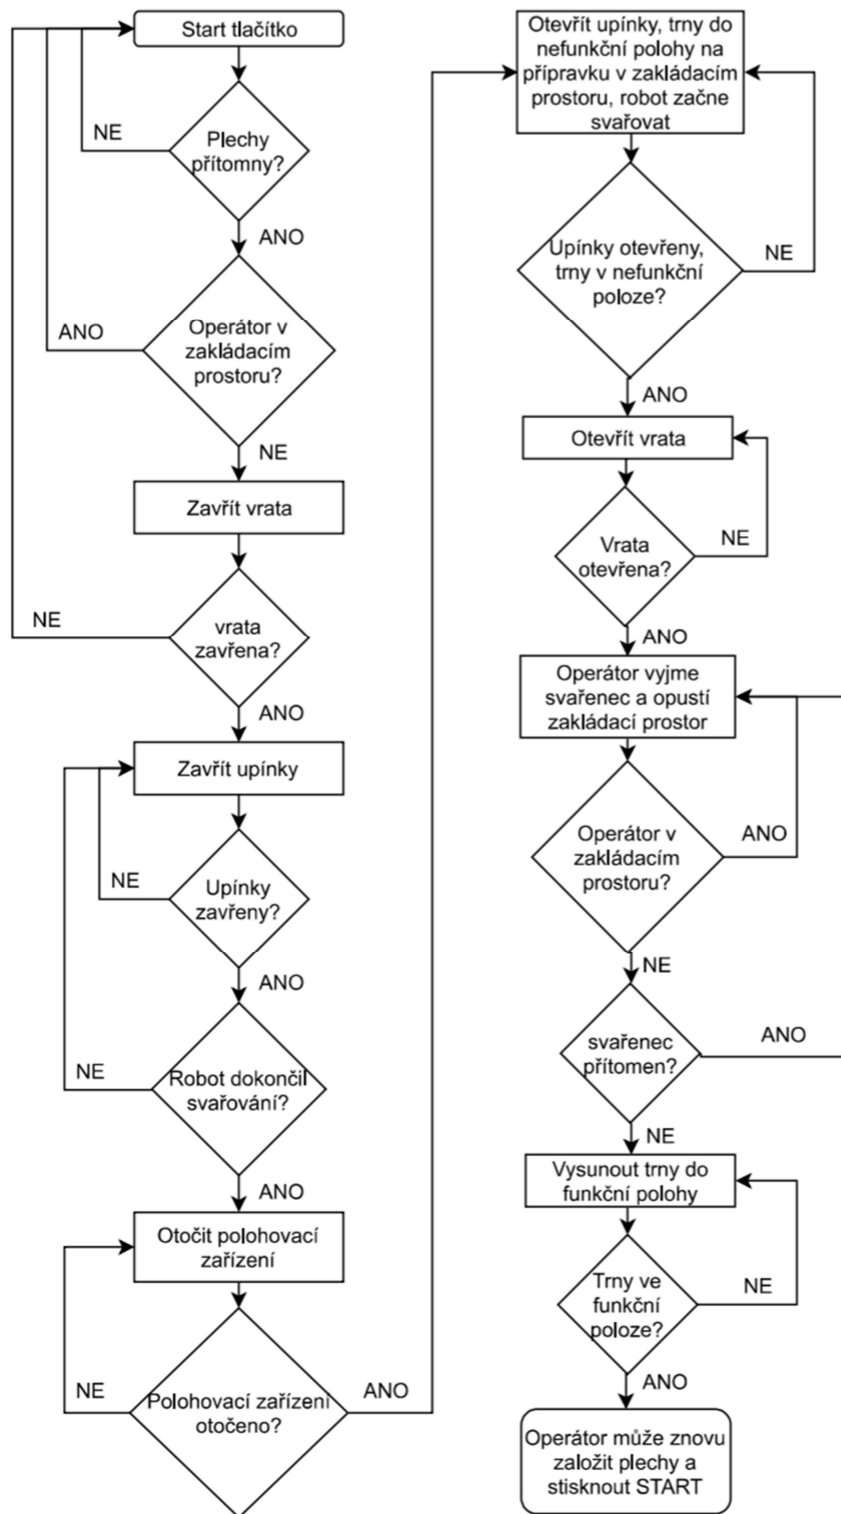 Start tlačítko
NE
Plechy
přítomny?
ANO
ANO
Operátor v
zakládacím
prostoru?
NE
Zavřít vrata
NE
vrata
zavřena?
ANO
Zavřít upínky
NE
Upínky
zavřeny?
ANO
NE
Robot dokončil
svařování?
ANO
Otočit polohovací
zařízení
NE
Polohovací zařízení
otočeno?
ANO
Otevřít upínky, trny do
nefunkční polohy na
přípravku v zakládacím
prostoru, robot začne
svařovat
Upínky otevřeny,
trny v nefunkční
poloze?
NE
ANO
Otevřít vrata
Vrata
otevřena?
NE
ANO
Operátor vyjme
svařenec a opustí
zakládací prostor
Operátor v
zakládacím
prostoru?
ANO
NE
svařenec
přítomen?
ANO
NE
Vysunout trny do
funkční polohy
Trny ve
funkční
poloze?
NE
ANO
Operátor může znovu
založit plechy a
stisknout START